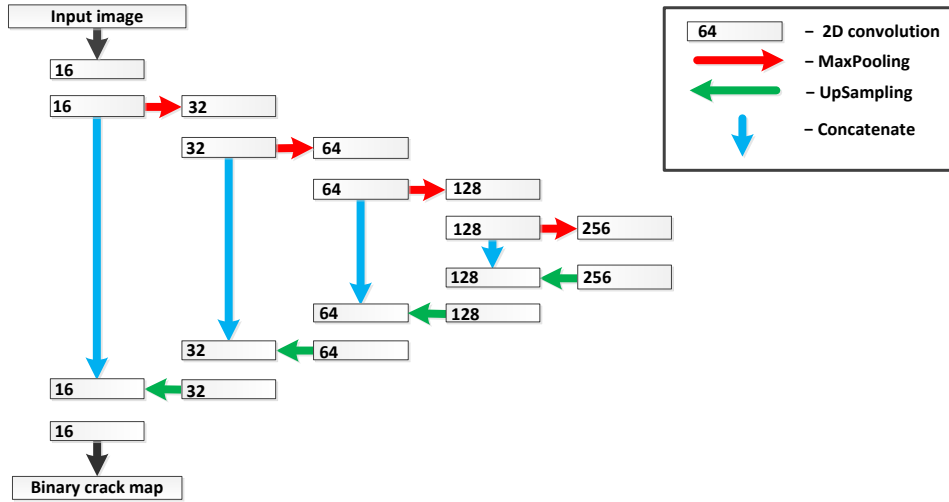 Input image
16
16 32
32 64
64 128
128 256
128 256
64 128
32 64
16 32
16
Binary crack map
64 – 2D convolution
– MaxPooling
– UpSampling
– Concatenate